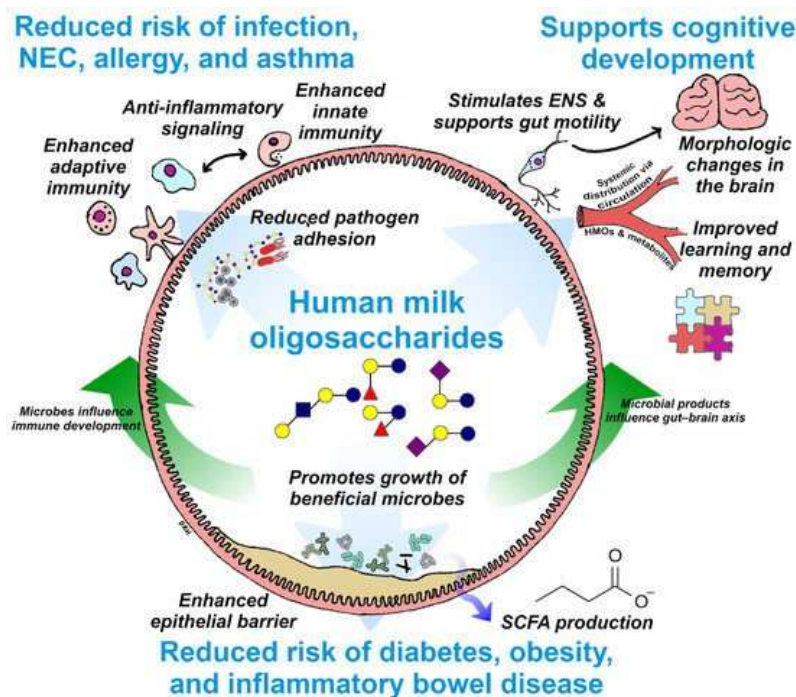 Reduced risk of infection,
NEC, allergy, and asthma
Supports cognitive
development
Anti-inflammatory
signaling
Enhanced
innate
immunity
Enhanced
adaptive
immunity
Reduced pathogen
adhesion
Stimulates ENS &
supports gut motility
Morphologic
changes in
the brain
Systemic
distribution via
circulation
HMOs & metabolites
Improved
learning and
memory
Human milk
oligosaccharides
Microbes influence
immune development
Microbial products
influence gut–brain axis
Promotes growth of
beneficial microbes
Enhanced
epithelial barrier
O
O-
SCFA production
Reduced risk of diabetes, obesity,
and inflammatory bowel disease